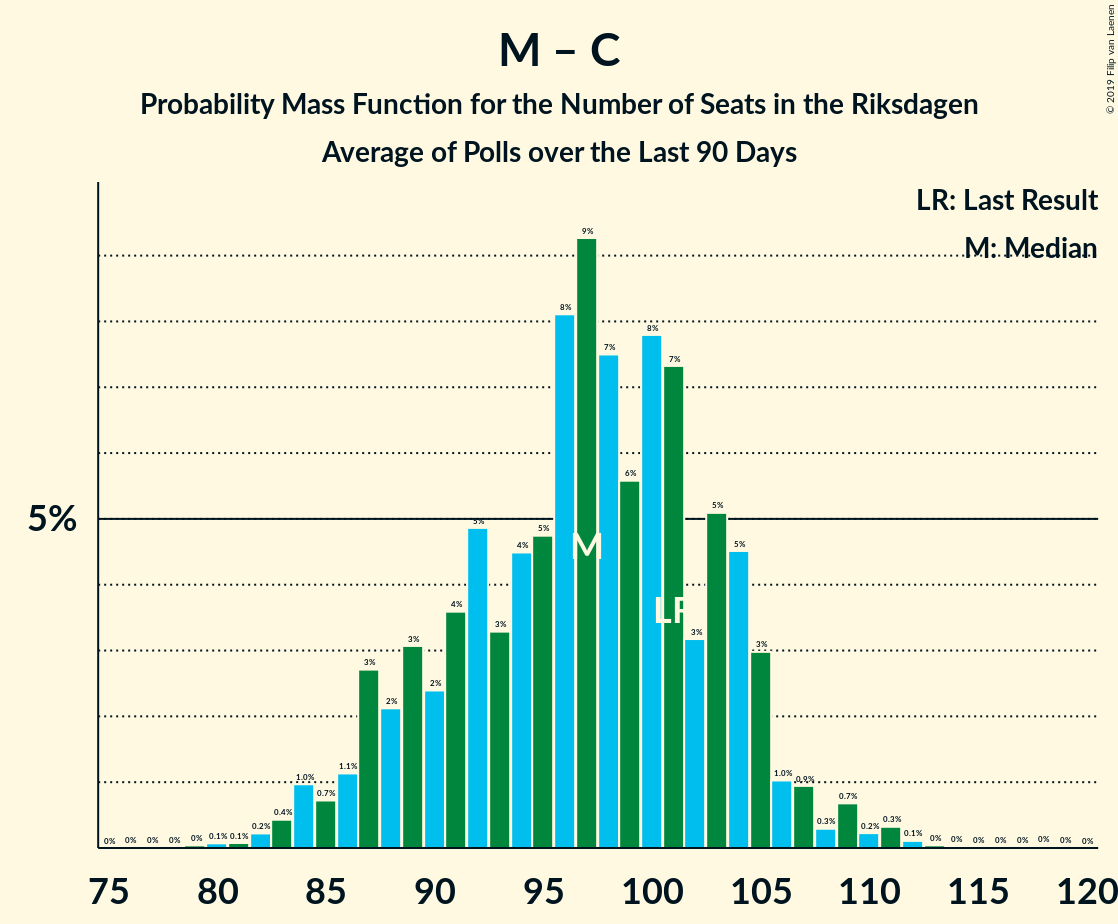 M – C
Probability Mass Function for the Number of Seats in the Riksdagen
Average of Polls over the Last 90 Days
© 2019 Filip van Laenen
LR: Last Result
M: Median
5%
0% 0% 0% 0% 0% 0.1% 0.1% 0.2% 0.4% 1.0% 0.7% 1.1% 3% 2% 3% 2% 4% 5% 3% 4% 5% 8% 9% 7% 6% 8% 7% 3% 5% 5% 3% 1.0% 0.9% 0.3% 0.7% 0.2% 0.3% 0.1% 0% 0% 0% 0% 0% 0% 0% 0%
M
LR
75 80 85 90 95 100 105 110 115 120